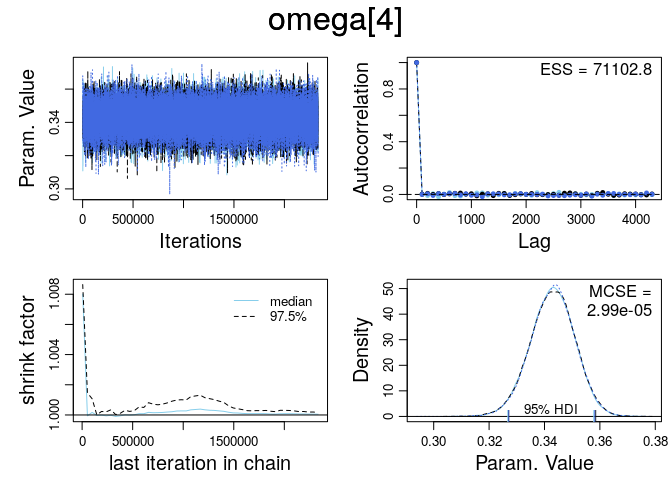 omega[4]
Param. Value
0.30
0.34
0
500000
1500000
Iterations
Autocorrelation
0.0
0.4
0.8
ESS = 71102.8
0
1000
2000
3000
4000
Lag
shrink factor
1.000
1.004
1.008
median
97.5%
0
500000
1500000
last iteration in chain
Density
0
10
20
30
40
50
MCSE =
2.99e-05
95% HDI
0.30
0.32
0.34
0.36
0.38
Param. Value